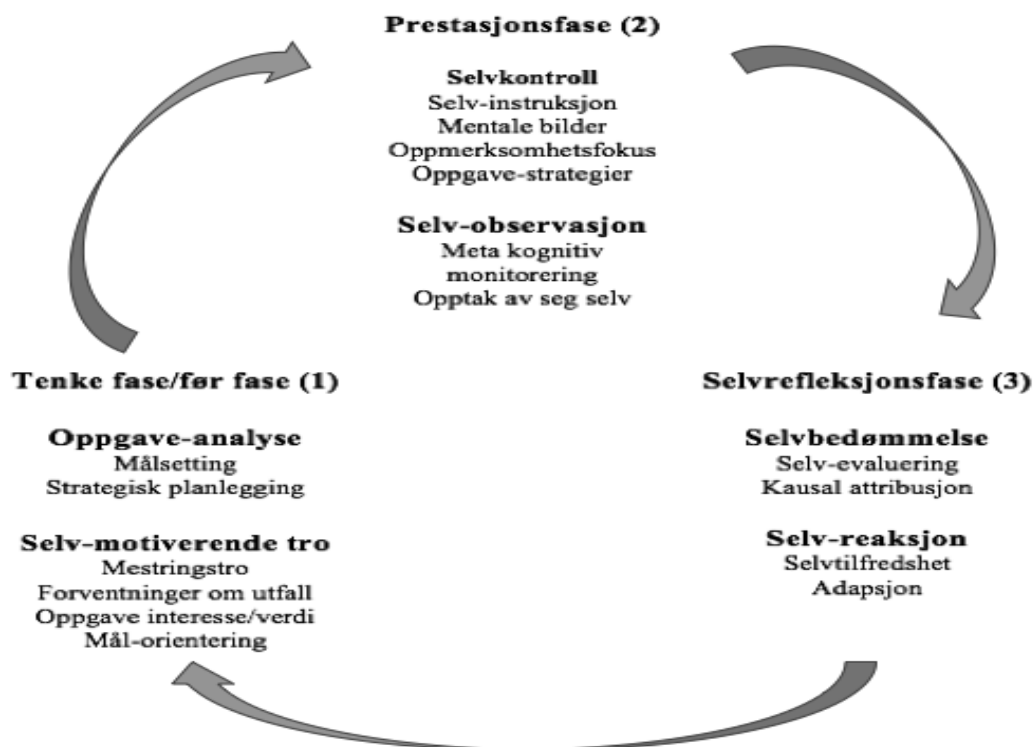 Prestasjonsfase (2)
Selvkontroll
Selv-instruksjon
Mentale bilder
Oppmerksomhetsfokus
Oppgave-strategier
Selv-observasjon
Meta kognitiv
monitorering
Opptak av seg selv
Tenke fase/før fase (1)
Oppgave-analyse
Målsetting
Strategisk planlegging
Selv-motiverende tro
Mestringstro
Forventninger om utfall
Oppgave interesse/verdi
Mål-orientering
Selvrefleksjonsfase (3)
Selvbedømmelse
Selv-evaluering
Kausal attribusjon
Selv-reaksjon
Selvtilfredshet
Adapsjon